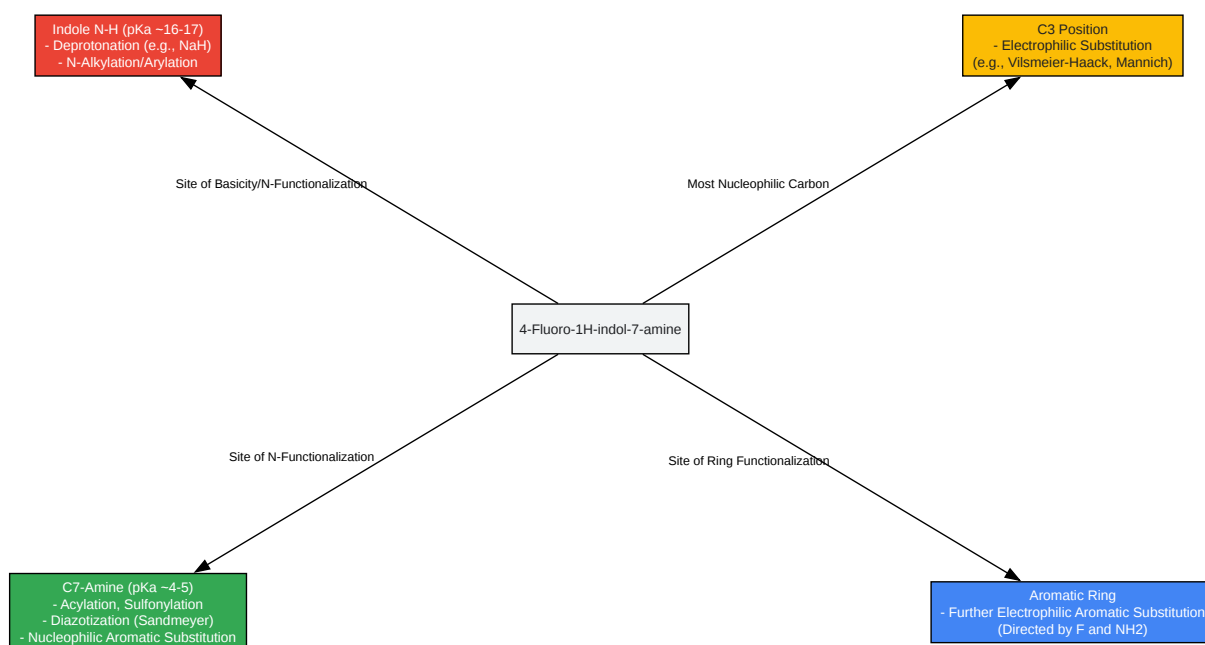 Indole N-H (pKa ~16-17)
- Deprotonation (e.g., NaH)
- N-Alkylation/Arylation
C3 Position
- Electrophilic Substitution
(e.g., Vilsmeier-Haack, Mannich)
Site of Basicity/N-Functionalization
Most Nucleophilic Carbon
4-Fluoro-1H-indol-7-amine
Site of N-Functionalization
Site of Ring Functionalization
C7-Amine (pKa ~4-5)
- Acylation, Sulfonylation
- Diazotization (Sandmeyer)
- Nucleophilic Aromatic Substitution
Aromatic Ring
- Further Electrophilic Aromatic Substitution
(Directed by F and NH2)